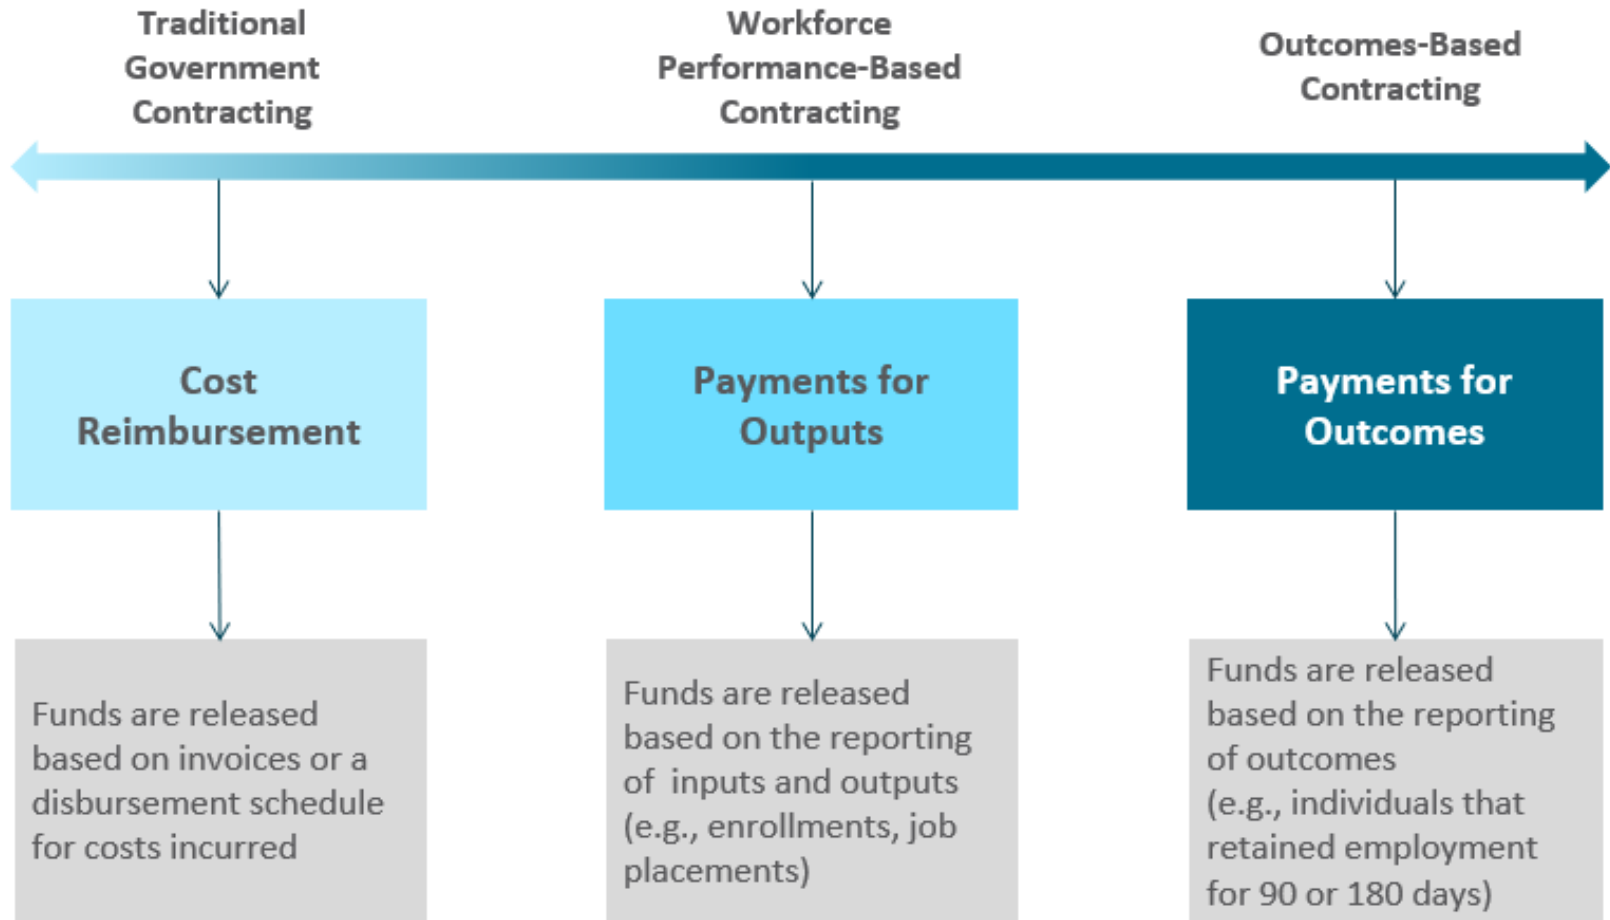 Traditional
Government
Contracting
Workforce
Performance-Based
Contracting
Outcomes-Based
Contracting
Cost
Reimbursement
Payments for
Outputs
Payments for
Outcomes
Funds are released
based on invoices or a
disbursement schedule
for costs incurred
Funds are released
based on the reporting
of  inputs and outputs
(e.g., enrollments, job
placements)
Funds are released
based on the reporting
of outcomes
(e.g., individuals that
retained employment
for 90 or 180 days)